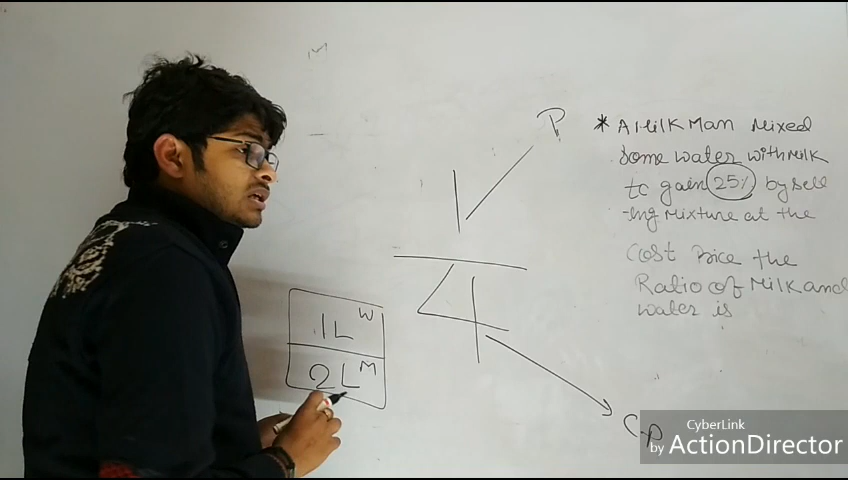 P
* A Milk Man Mixed
Some water with Milk
to gain 25% by sell
-ing Mixture at the
Cost Price the
Ratio of Milk and
water is
1
4
1L W
2L M
C.P
CyberLink
by ActionDirector